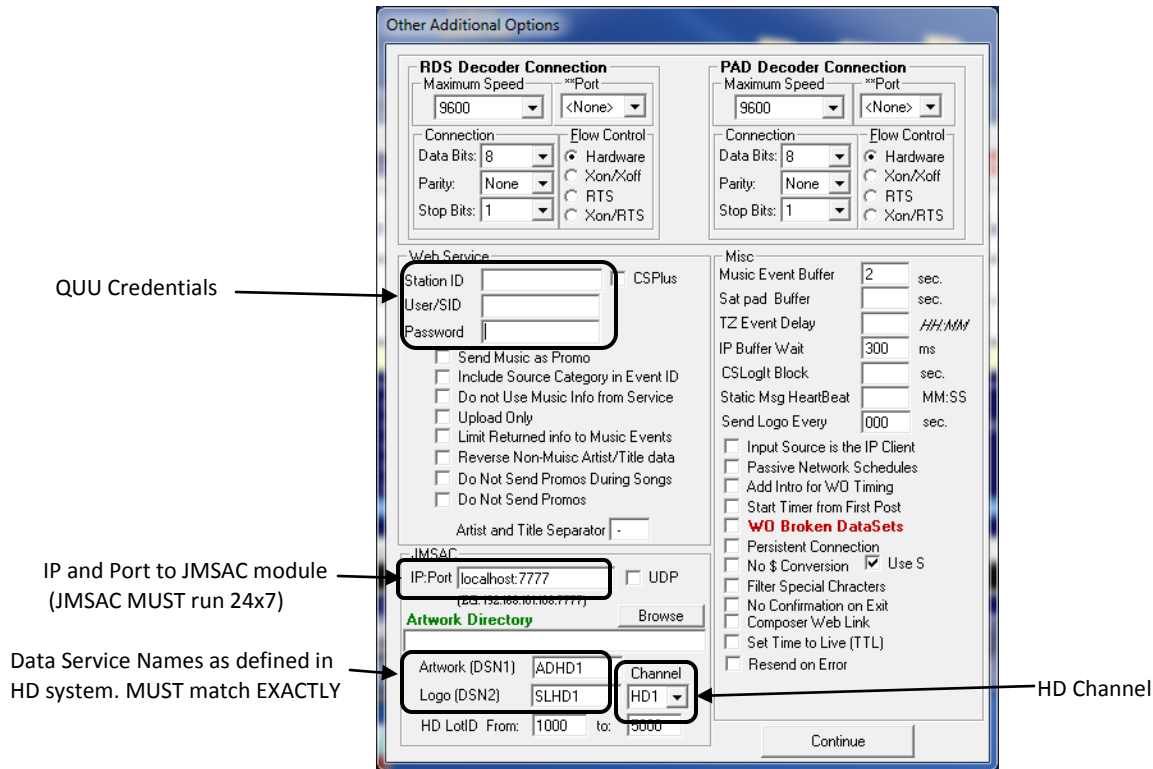 Other Additional Options
RDS Decoder Connection
Maximum Speed
**Port
9600
<None>
Connection
Flow Control
Data Bits: 8
Hardware
Parity: None
Xon/Xoff
RTS
Stop Bits: 1
Xon/RTS
PAD Decoder Connection
Maximum Speed
**Port
9600
<None>
Connection
Flow Control
Data Bits: 8
Hardware
Parity: None
Xon/Xoff
RTS
Stop Bits: 1
Xon/RTS
QUU Credentials
Web Service
Station ID
CSPlus
User/SID
Password
Send Music as Promo
Include Source Category in Event ID
Do not Use Music Info from Service
Upload Only
Limit Returned info to Music Events
Reverse Non-Muisc Artist/Title data
Do Not Send Promos During Songs
Do Not Send Promos
Artist and Title Separator -
Misc
Music Event Buffer 2 sec.
Sat pad Buffer sec.
TZ Event Delay HH:MM
IP Buffer Wait 300 ms
CSLogIt Block sec.
Static Msg HeartBeat MM:SS
Send Logo Every 000 sec.
Input Source is the IP Client
Passive Network Schedules
Add Intro for WO Timing
Start Timer from First Post
WO Broken DataSets
Persistent Connection
No $ Conversion Use S
Filter Special Chracters
No Confirmation on Exit
Composer Web Link
Set Time to Live (TTL)
Resend on Error
IP and Port to JMSAC module
(JMSAC MUST run 24x7)
JMSAC
IP:Port localhost:7777 UDP
(EG. 192.168.101.106:7777)
Artwork Directory
Browse
Data Service Names as defined in
HD system. MUST match EXACTLY
Artwork (DSN1) ADHD1
Channel
Logo (DSN2) SLHD1
HD1
HD LotID From: 1000 to: 5000
HD Channel
Continue